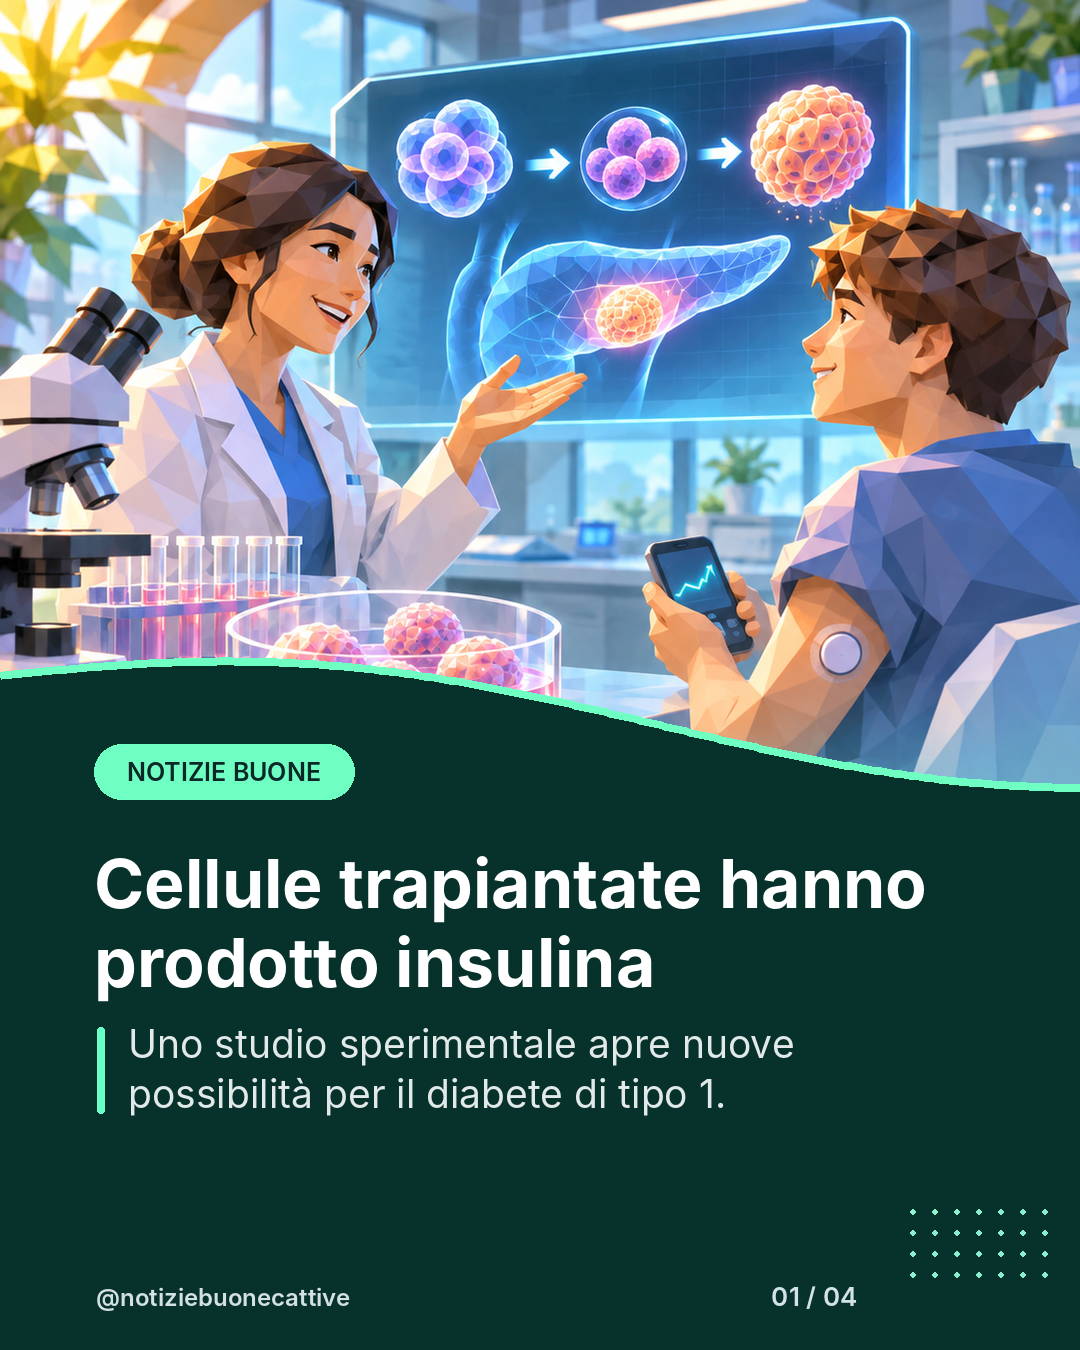 NOTIZIE BUONE
Cellule trapiantate hanno
prodotto insulina
Uno studio sperimentale apre nuove
possibilità per il diabete di tipo 1.
@notiziebuonecattive
01 / 04